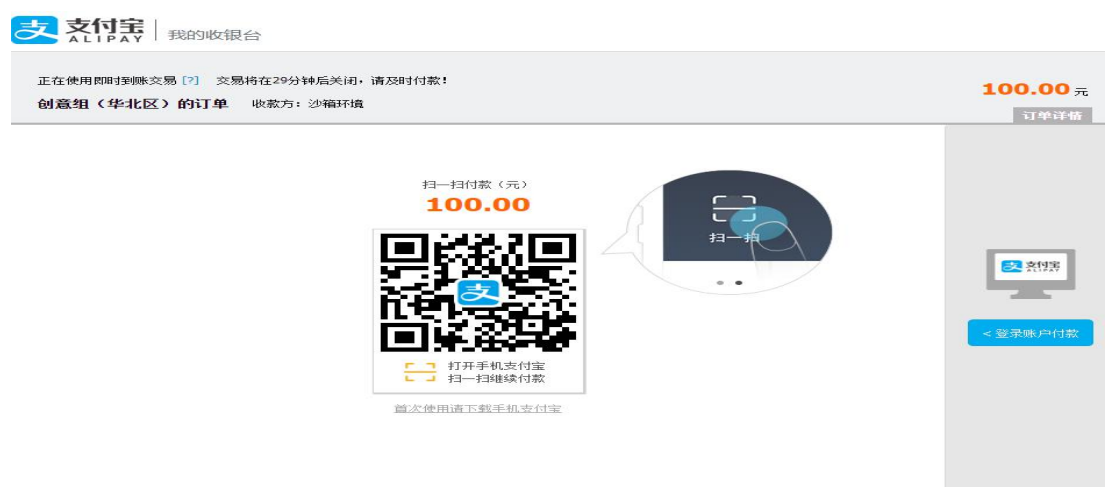 支付宝
ALIPAY
我的收银台
正在使用即时到账交易 [?] 交易将在29分钟后关闭，请及时付款！
创意组（华北区）的订单 收款方：沙箱环境
100.00 元
订单详情
扫一扫付款（元）
100.00
支
打开手机支付宝
扫一扫继续付款
首次使用请下载手机支付宝
扫一扫
支付宝
ALIPAY
< 登录账户付款